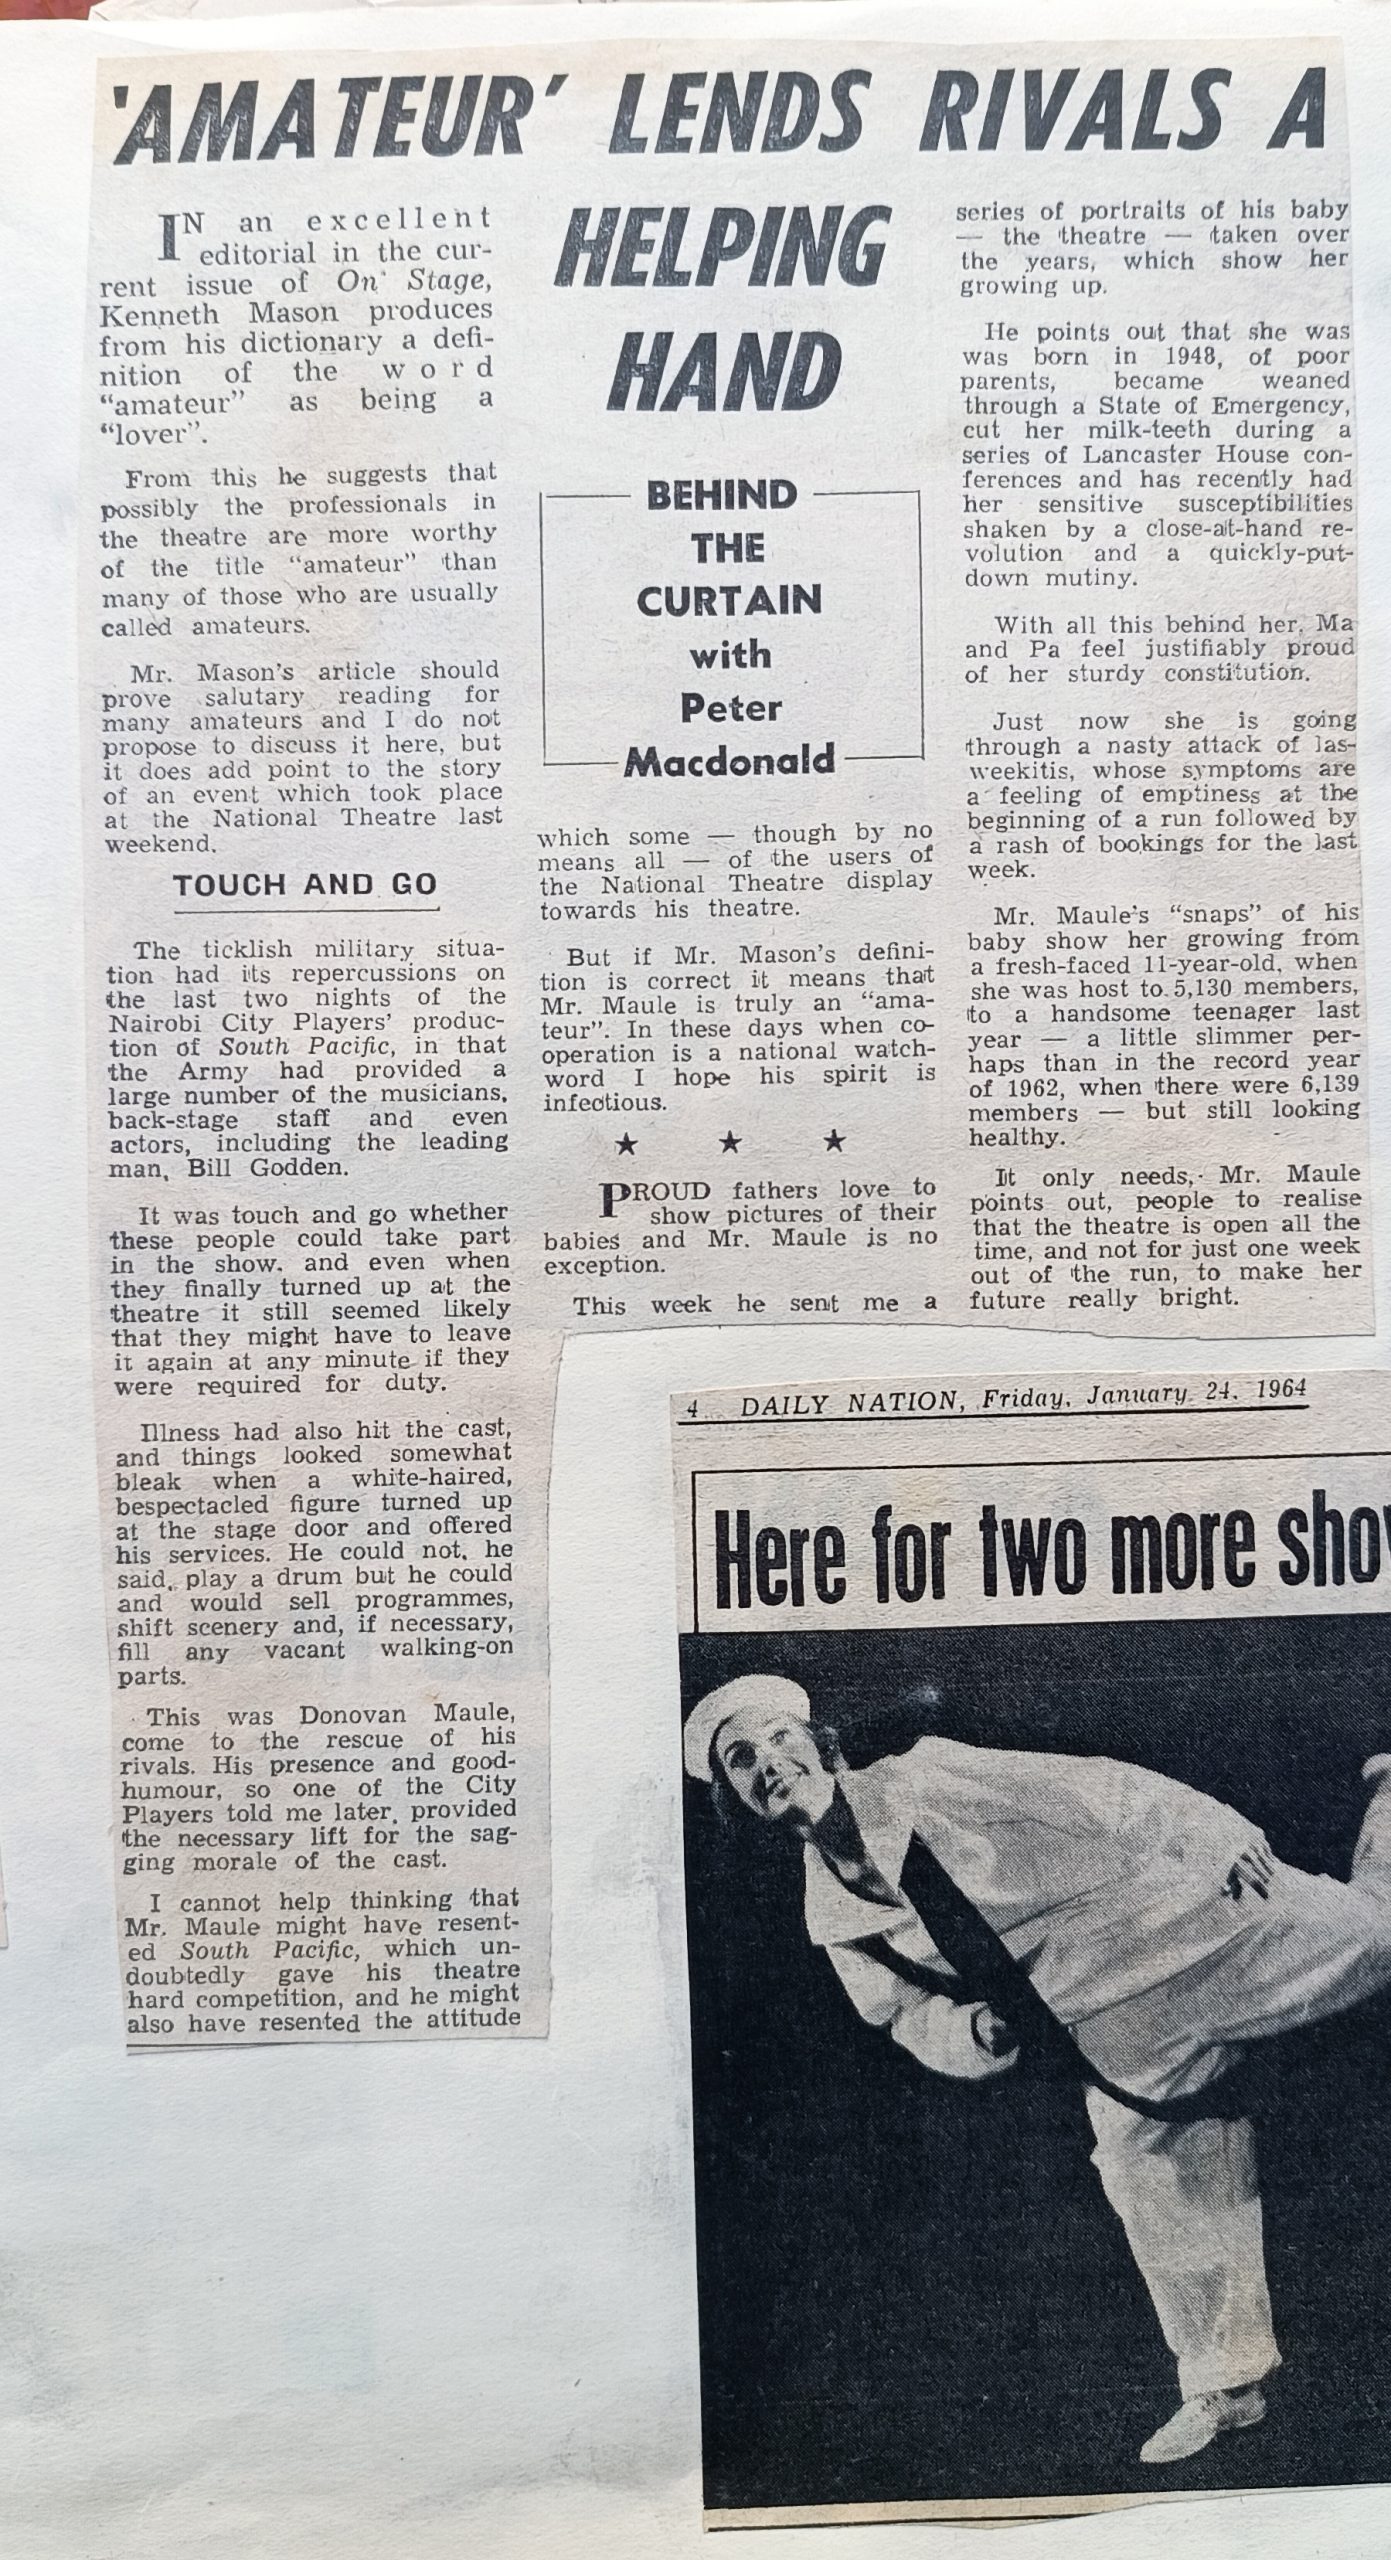 'AMATEUR' LENDS RIVALS A
HELPING
HAND
BEHIND
THE
CURTAIN
with
Peter
Macdonald
IN an excellent
editorial in the cur-
rent issue of On Stage,
Kenneth Mason produces
from his dictionary a defi-
nition of the word
"amateur" as being a
"lover".
From this he suggests that
possibly the professionals in
the theatre are more worthy
of the title "amateur" than
many of those who are usually
called amateurs.
Mr. Mason's article should
prove salutary reading for
many amateurs and I do not
propose to discuss it here, but
it does add point to the story
of an event which took place
at the National Theatre last
weekend.
TOUCH AND GO
The ticklish military situa-
tion had its repercussions on
the last two nights of the
Nairobi City Players' produc-
tion of South Pacific, in that
the Army had provided a
large number of the musicians,
back-stage staff and even
actors, including the leading
man, Bill Godden.
It was touch and go whether
these people could take part
in the show, and even when
they finally turned up at the
theatre it still seemed likely
that they might have to leave
it again at any minute if they
were required for duty.
Illness had also hit the cast,
and things looked somewhat
bleak when a white-haired,
bespectacled figure turned up
at the stage door and offered
his services. He could not, he
said, play a drum but he could
and would sell programmes,
shift scenery and, if necessary,
fill any vacant walking-on
parts.
This was Donovan Maule,
come to the rescue of his
rivals. His presence and good-
humour, so one of the City
Players told me later, provided
the necessary lift for the sag-
ging morale of the cast.
I cannot help thinking that
Mr. Maule might have resent-
ed South Pacific, which un-
doubtedly gave his theatre
hard competition, and he might
also have resented the attitude
which some — though by no
means all — of the users of
the National Theatre display
towards his theatre.
But if Mr. Mason's defini-
tion is correct it means that
Mr. Maule is truly an "ama-
teur". In these days when co-
operation is a national watch-
word I hope his spirit is
infectious.
★ ★ ★
PROUD fathers love to
show pictures of their
babies and Mr. Maule is no
exception.
This week he sent me a
series of portraits of his baby
— the theatre — taken over
the years, which show her
growing up.
He points out that she was
was born in 1948, of poor
parents, became weaned
through a State of Emergency,
cut her milk-teeth during a
series of Lancaster House con-
ferences and has recently had
her sensitive susceptibilities
shaken by a close-at-hand re-
volution and a quickly-put-
down mutiny.
With all this behind her, Ma
and Pa feel justifiably proud
of her sturdy constitution.
Just now she is going
through a nasty attack of las-
weekitis, whose symptoms are
a feeling of emptiness at the
beginning of a run followed by
a rash of bookings for the last
week.
Mr. Maule's "snaps" of his
baby show her growing from
a fresh-faced 11-year-old, when
she was host to 5,130 members,
to a handsome teenager last
year — a little slimmer per-
haps than in the record year
of 1962, when there were 6,139
members — but still looking
healthy.
It only needs, Mr. Maule
points out, people to realise
that the theatre is open all the
time, and not for just one week
out of the run, to make her
future really bright.
4 DAILY NATION, Friday, January 24, 1964
Here for two more sho